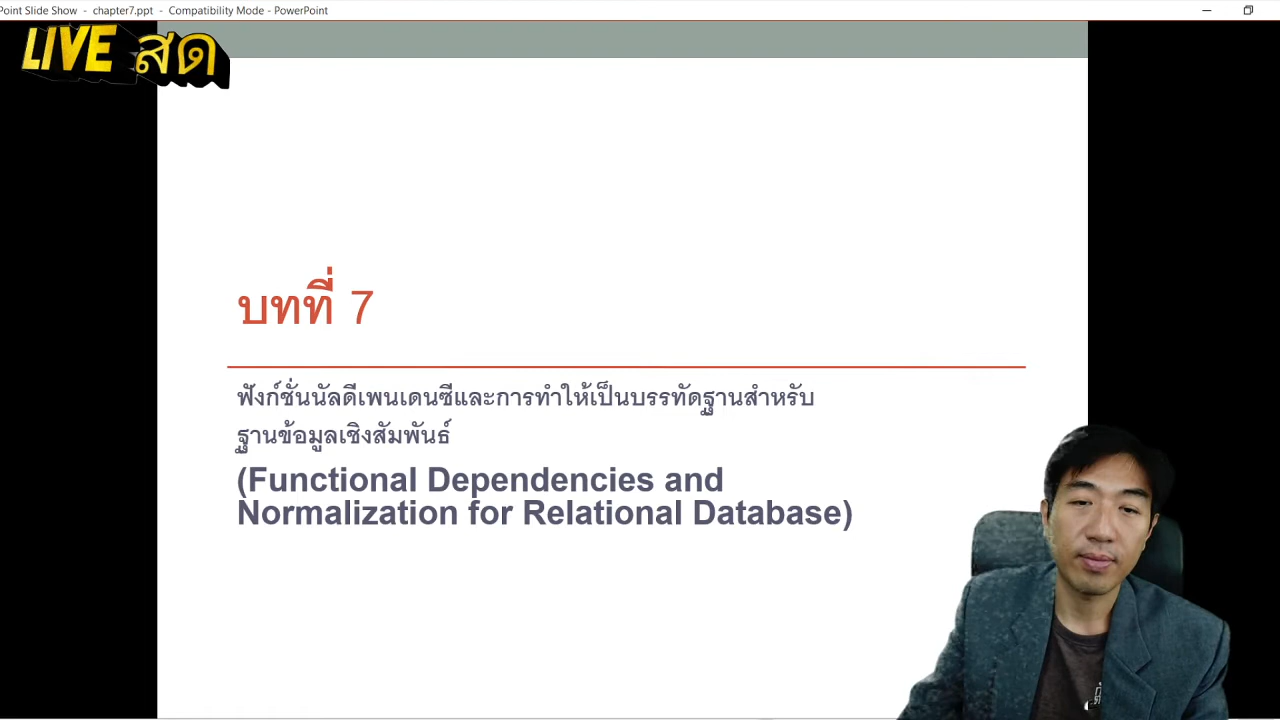 Point Slide Show - chapter7.ppt - Compatibility Mode - PowerPoint
LIVE สด
บทที่ 7
ฟังก์ชั่นนัลดีเพนเดนซีและการทำให้เป็นบรรทัดฐานสำหรับ
ฐานข้อมูลเชิงสัมพันธ์
(Functional Dependencies and
Normalization for Relational Database)